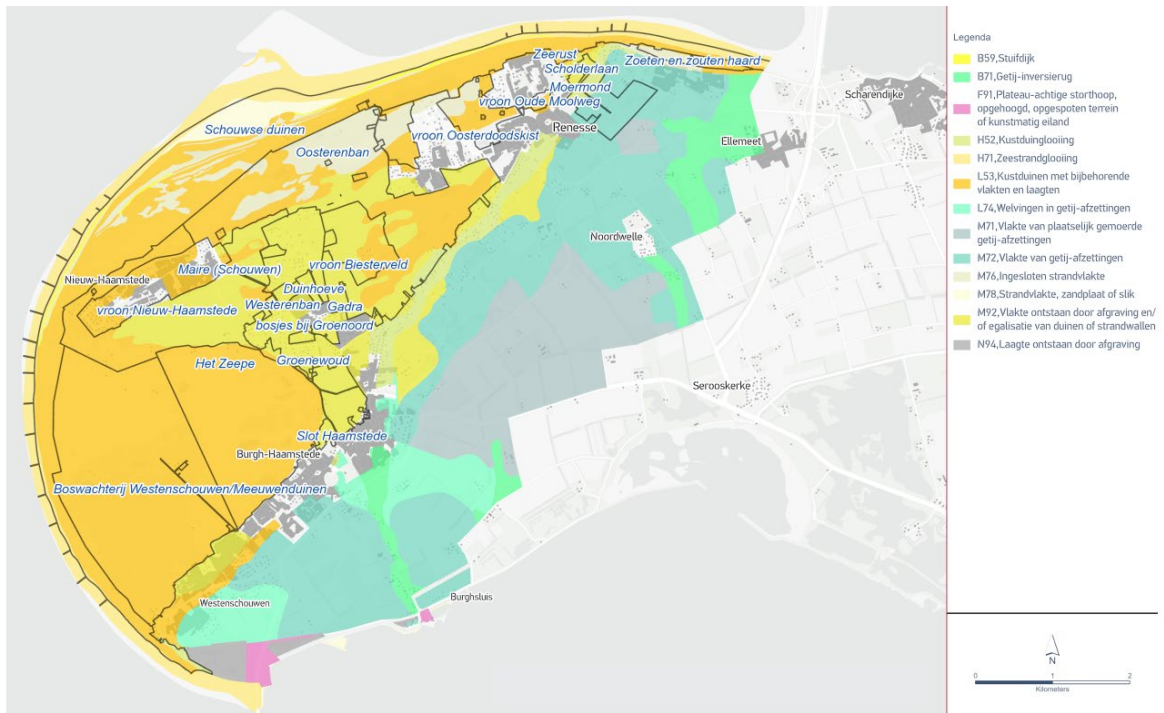 Zeerust
Scholderlaan
Zoeten en zouten haard
Moermond
vroon Oude Moolweg
Scharendijke
Schouwse duinen
vroon Oosterdoodskist
Renesse
Ellemeet
Oosterenban
Noordwelle
Nieuw-Haamstede
Maire (Schouwen)
vroon Biesterveld
Duinhoeve
vroon Nieuw-Haamstede
Westerenban
Gadra
bosjes bij Groenoord
Het Zeepe
Groenewoud
Serooskerke
Slot Haamstede
Burgh-Haamstede
Boswachterij Westenschouwen/Meeuwenduinen
Westenschouwen
Burghsluis
Legenda
B59,Stuifdijk
B71,Getij-inversierug
F91,Plateau-achtige storthoop,
opgehoogd, opgespoten terrein
of kunstmatig eiland
H52,Kustduinglooiing
H71,Zeestrandglooiing
L53,Kustduinen met bijbehorende
vlakten en laagten
L74,Welvingen in getij-afzettingen
M71,Vlakte van plaatselijk gemoerde
getij-afzettingen
M72,Vlakte van getij-afzettingen
M76,Ingesloten strandvlakte
M78,Strandvlakte, zandplaat of slik
M92,Vlakte ontstaan door afgraving en/
of egalisatie van duinen of strandwallen
N94,Laagte ontstaan door afgraving
N
0 1 2
Kilometers